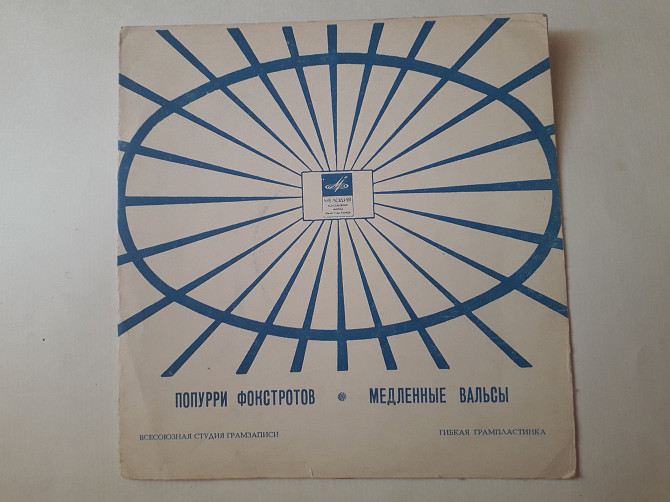 МЕЛОДИЯ
ПОПУРРИ ФОКСТРОТОВ • МЕДЛЕННЫЕ ВАЛЬСЫ
ВСЕСОЮЗНАЯ СТУДИЯ ГРАМЗАПИСИ ГИБКАЯ ГРАМПЛАСТИНКА